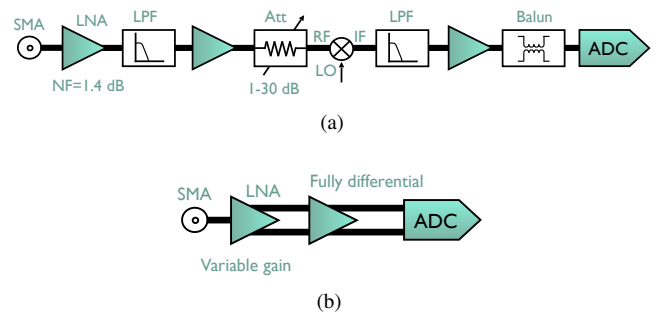 SMA LNA LPF Att LPF Balun
RF IF
LO
ADC
NF=1.4 dB 1-30 dB
(a)
SMA LNA Fully differential
ADC
Variable gain
(b)